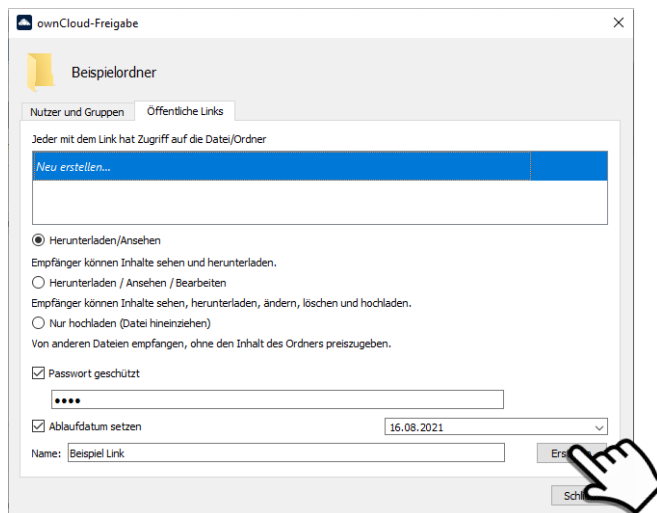 ownCloud-Freigabe
Beispielordner
Nutzer und Gruppen Öffentliche Links
Jeder mit dem Link hat Zugriff auf die Datei/Ordner
Neu erstellen...
Herunterladen/Ansehen
Empfänger können Inhalte sehen und herunterladen.
Herunterladen / Ansehen / Bearbeiten
Empfänger können Inhalte sehen, herunterladen, ändern, löschen und hochladen.
Nur hochladen (Datei hineinziehen)
Von anderen Dateien empfangen, ohne den Inhalt des Ordners preiszugeben.
Passwort geschützt
••••
Ablaufdatum setzen 16.08.2021
Name: Beispiel Link